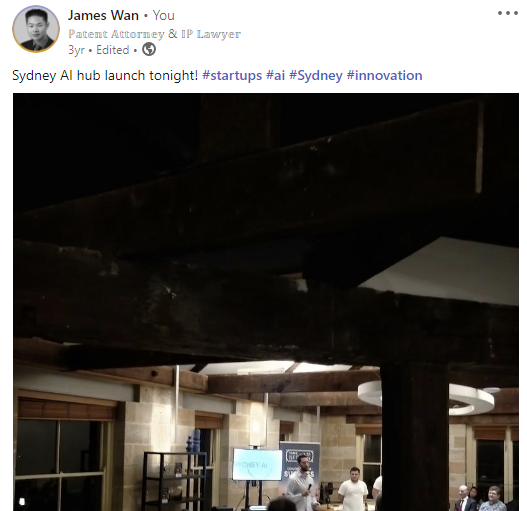 James Wan • You
Patent Attorney & IP Lawyer
3yr • Edited •
Sydney AI hub launch tonight! #startups #ai #Sydney #innovation
SYDNEY AI